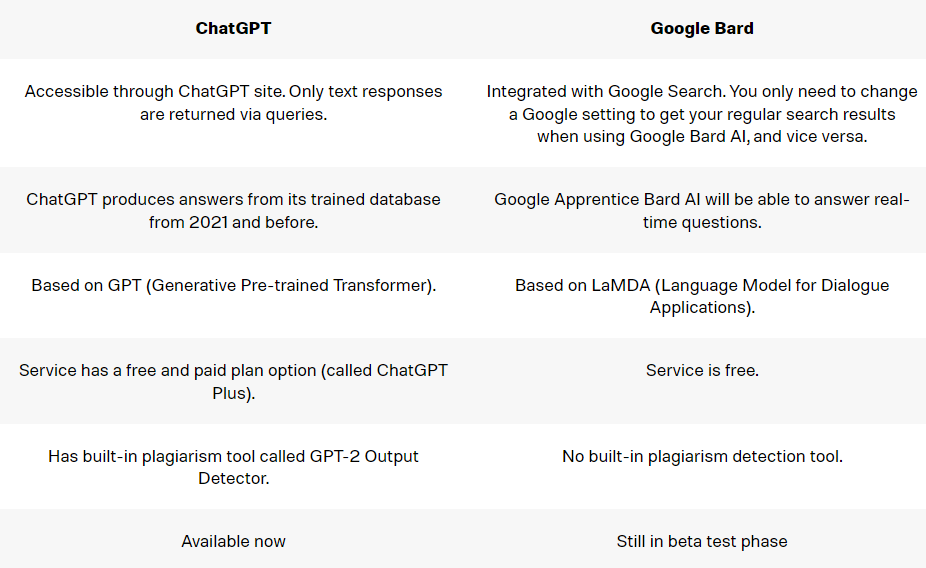 ChatGPT
Google Bard
Accessible through ChatGPT site. Only text responses
are returned via queries.
Integrated with Google Search. You only need to change
a Google setting to get your regular search results
when using Google Bard AI, and vice versa.
ChatGPT produces answers from its trained database
from 2021 and before.
Google Apprentice Bard AI will be able to answer real-
time questions.
Based on GPT (Generative Pre-trained Transformer).
Based on LaMDA (Language Model for Dialogue
Applications).
Service has a free and paid plan option (called ChatGPT
Plus).
Service is free.
Has built-in plagiarism tool called GPT-2 Output
Detector.
No built-in plagiarism detection tool.
Available now
Still in beta test phase